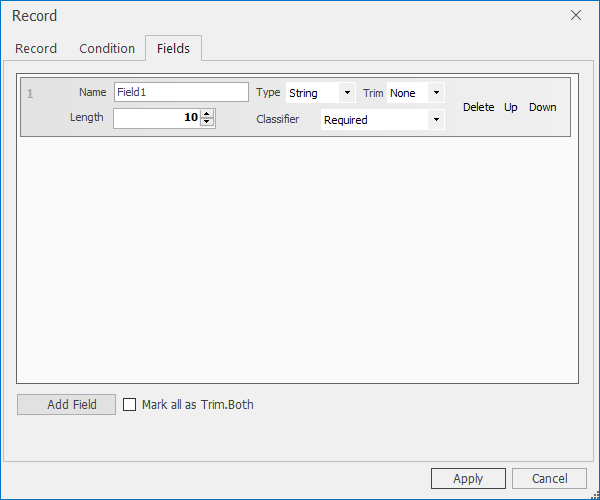 Record
Record Condition Fields
1 Name Field1 Type String Trim None
Delete Up Down
Length 10 Classifier Required
Add Field Mark all as Trim.Both
Apply Cancel